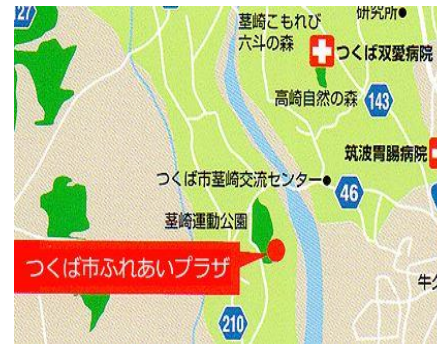 127
研究所
茎崎こもれび
六斗の森
つくば双愛病院
高崎自然の森
143
筑波胃腸病院
つくば市茎崎交流センター
46
茎崎運動公園
つくば市ふれあいプラザ
牛久
210